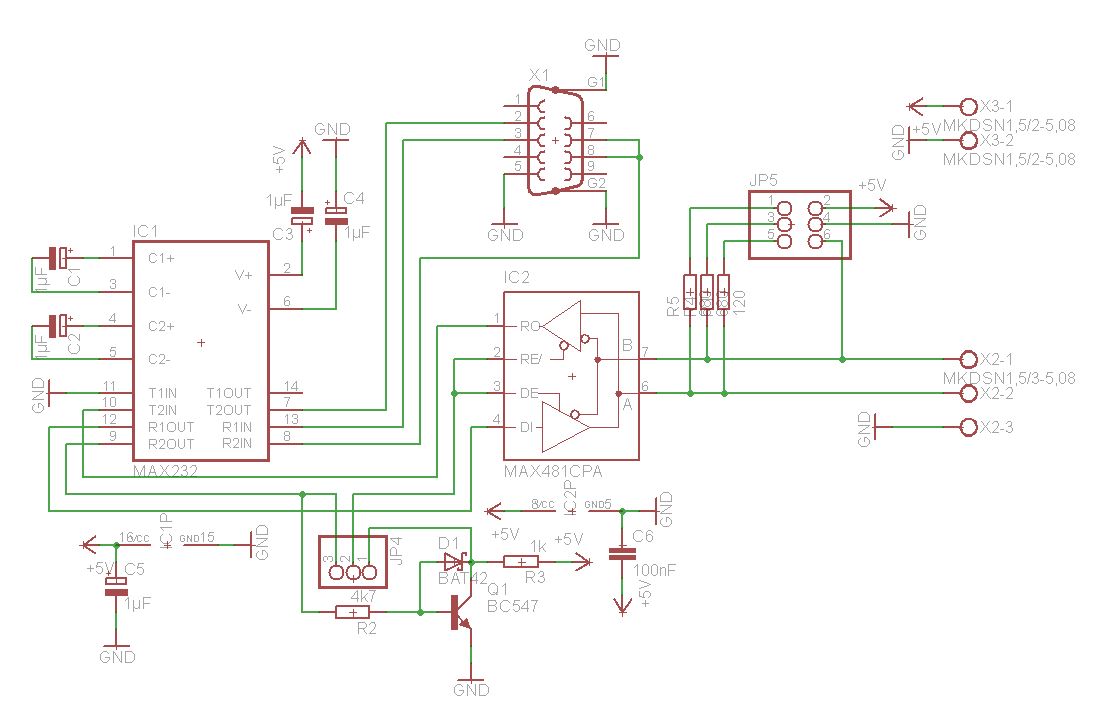 GND
X1
G1
1
2
3
4
5
6
7
8
9
G2
GND
GND
X3-1
MKDSN1,5/2-5,08
+5V
GND
X3-2
MKDSN1,5/2-5,08
JP5
1
2
3
4
5
6
+5V
GND
+5V
GND
1µF
C3
C4
1µF
IC1
1
C1+
3
C1-
4
C2+
5
C2-
11
T1IN
10
T2IN
12
R1OUT
9
R2OUT
V+
2
V-
6
T1OUT
14
T2OUT
7
R1IN
13
R2IN
8
MAX232
1µF
C1
1µF
C2
GND
IC2
1
RO
2
RE/
3
DE
4
DI
B
7
A
6
MAX481CPA
R5
120
X2-1
MKDSN1,5/3-5,08
X2-2
GND
X2-3
16
VCC
IC1P
GND
15
GND
+5V
C5
1µF
GND
8
VCC
IC2P
GND
5
GND
+5V
C6
100nF
+5V
3
2
1
JP4
D1
BAT42
1k
R3
+5V
4k7
R2
Q1
BC547
GND